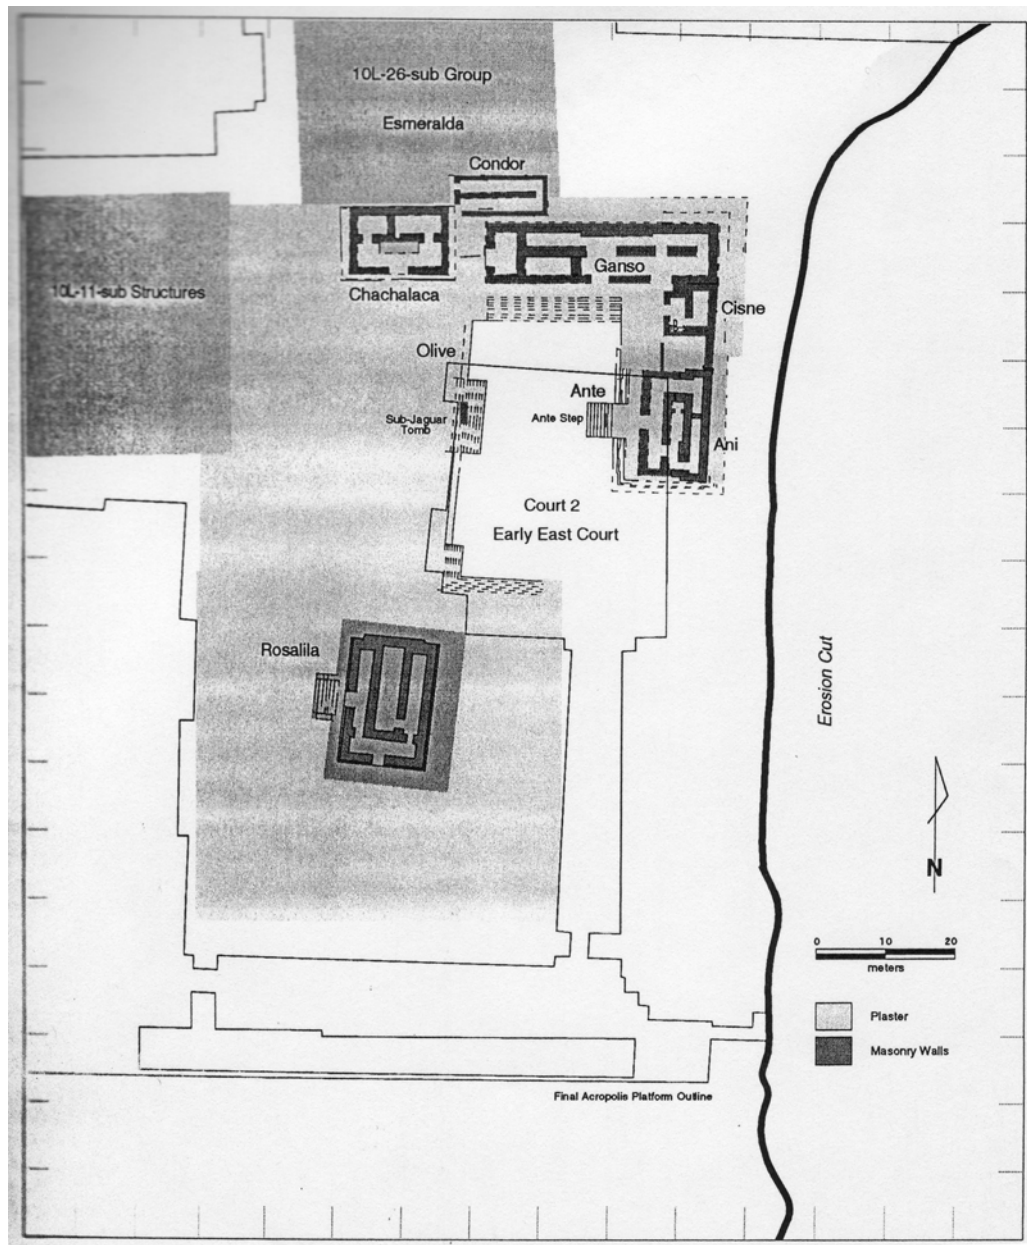 10L-26-sub Group
Esmeralda
Condor
10L-11-sub Structures
Chachalaca
Ganso
Cisne
Olive
Ante
Sub-Jaguar
Tomb
Ante Step
Ani
Court 2
Early East Court
Rosalila
Erosion Cut
N
0 10 20
meters
Plaster
Masonry Walls
Final Acropolis Platform Outline